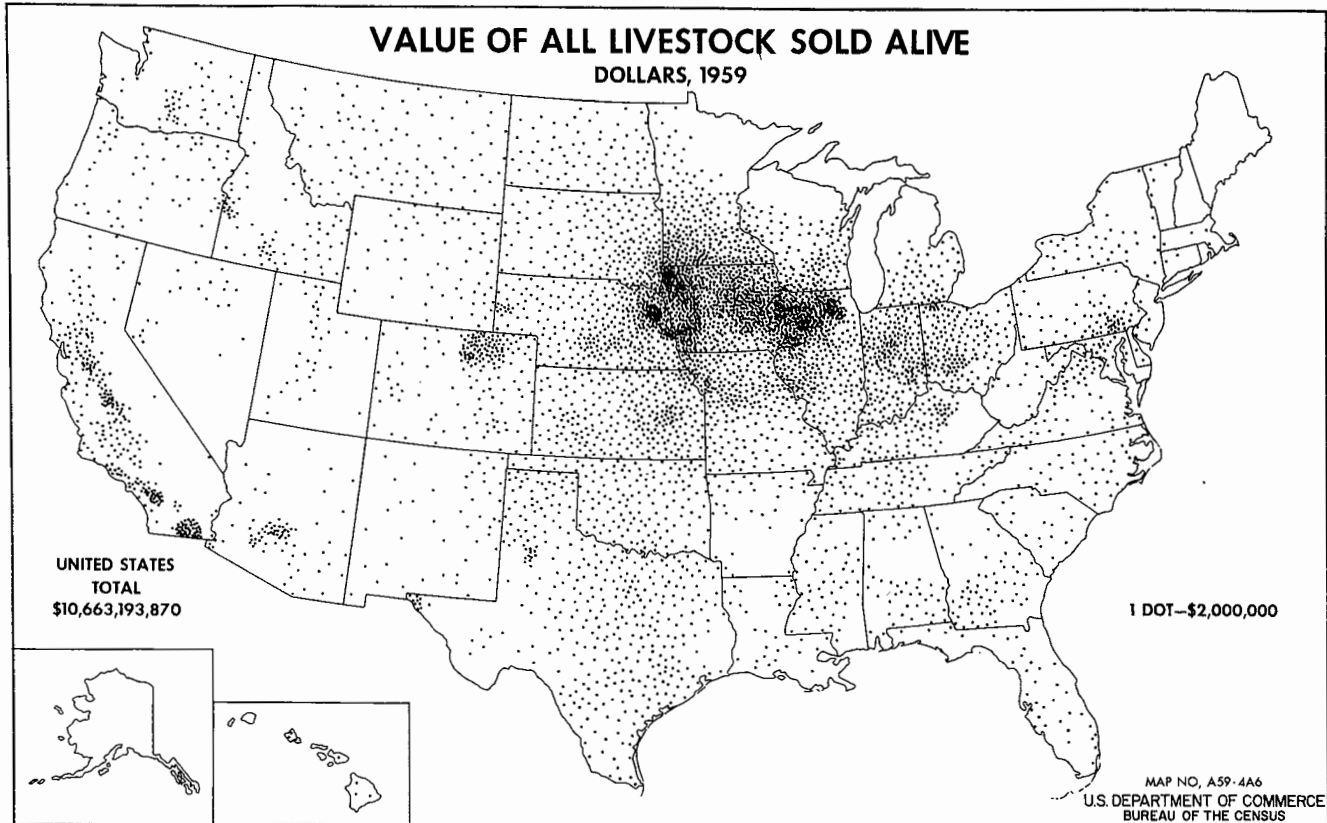 VALUE OF ALL LIVESTOCK SOLD ALIVE
DOLLARS, 1959
UNITED STATES
TOTAL
$10,663,193,870
1 DOT—$2,000,000
MAP NO, A59-4A6
U.S. DEPARTMENT OF COMMERCE
BUREAU OF THE CENSUS